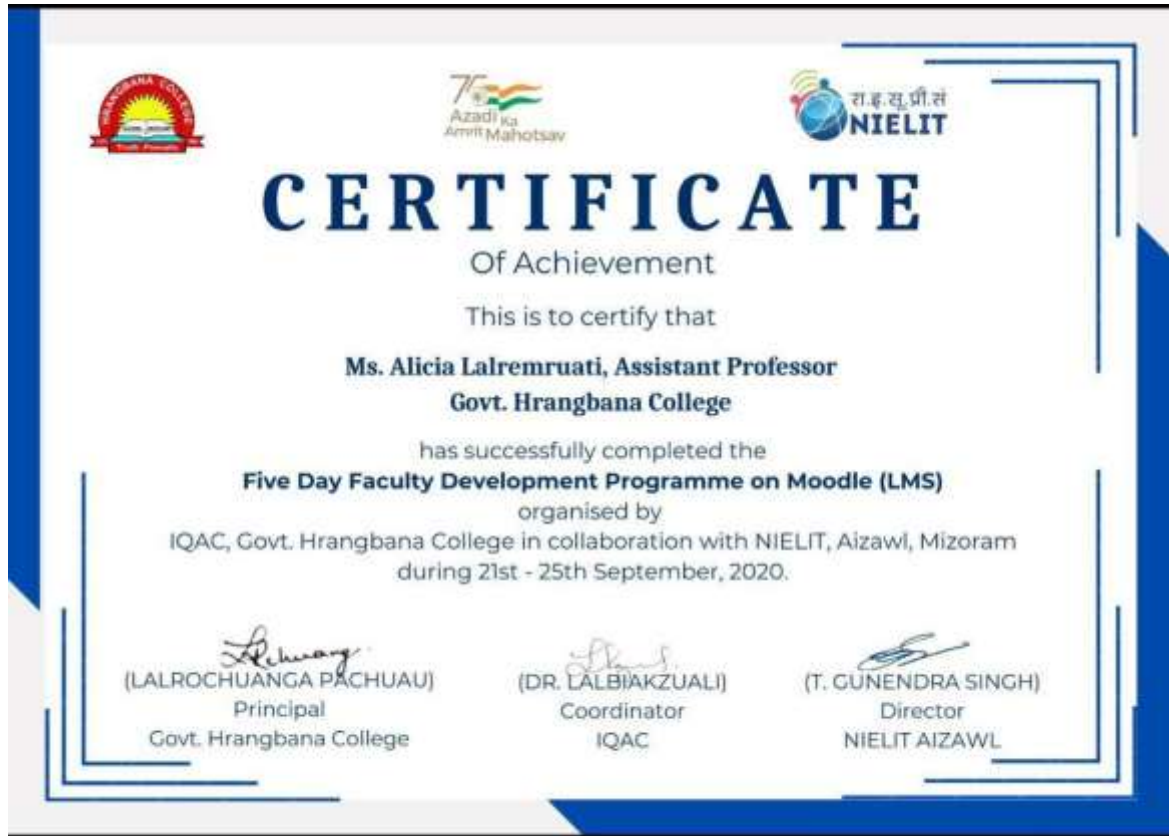 HRANGBANA COLLEGE
75
Azadi Ka
Amrit Mahotsav
रा.इ.सू.प्रौ.सं
NIELIT
CERTIFICATE
Of Achievement
This is to certify that
Ms. Alicia Lalremruati, Assistant Professor
Govt. Hrangbana College
has successfully completed the
Five Day Faculty Development Programme on Moodle (LMS)
organised by
IQAC, Govt. Hrangbana College in collaboration with NIELIT, Aizawl, Mizoram
during 21st - 25th September, 2020.
(LALROCHUANGA PACHUAU) (DR. LALBIAKZUALI) (T. GUNENDRA SINGH)
Principal Coordinator Director
Govt. Hrangbana College IQAC NIELIT AIZAWL